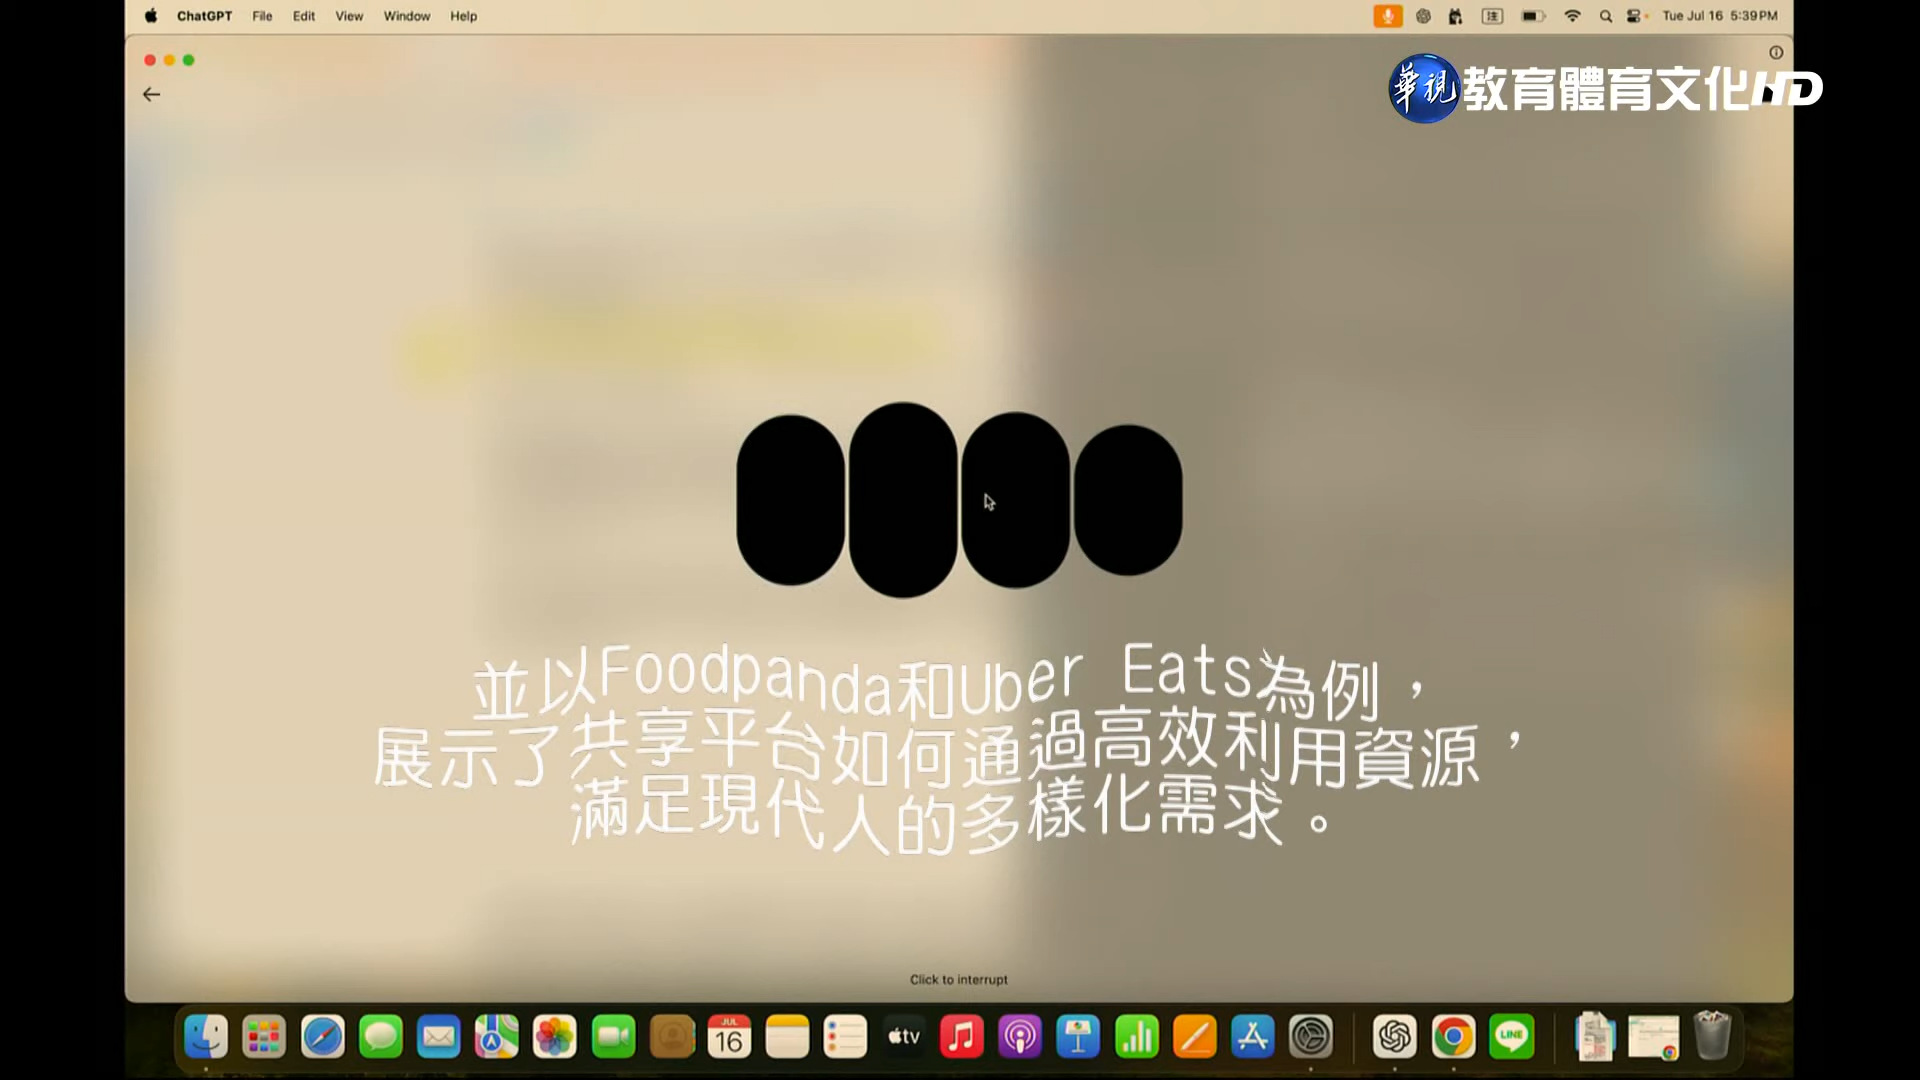 ChatGPT File Edit View Window Help
注
Tue Jul 16 5:39 PM
華視 教育體育文化HD
並以Foodpanda和Uber Eats為例，
展示了共享平台如何通過高效利用資源，
滿足現代人的多樣化需求。
Click to interrupt
JUL
16
tv
LINE